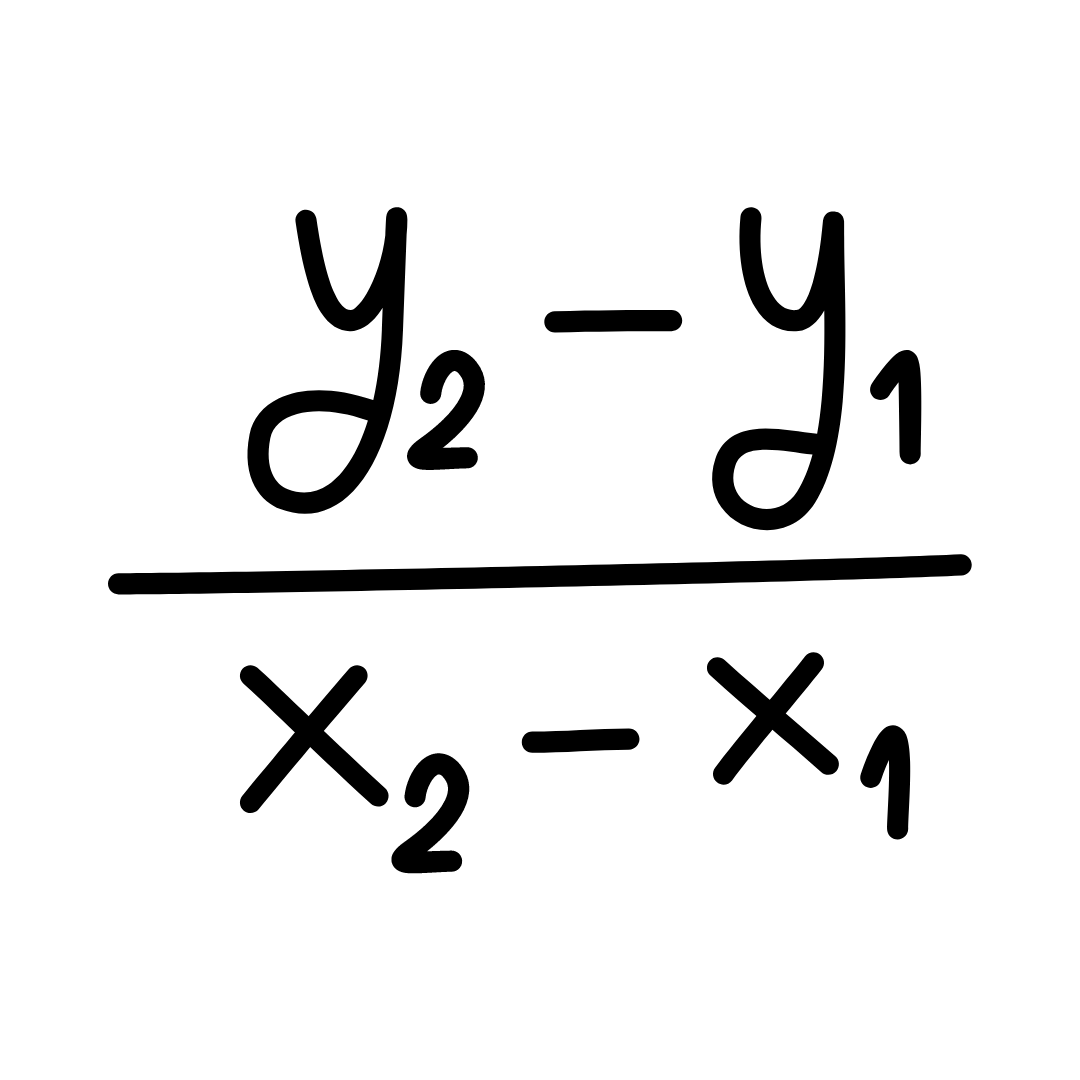 y₂ − y₁
x₂ − x₁